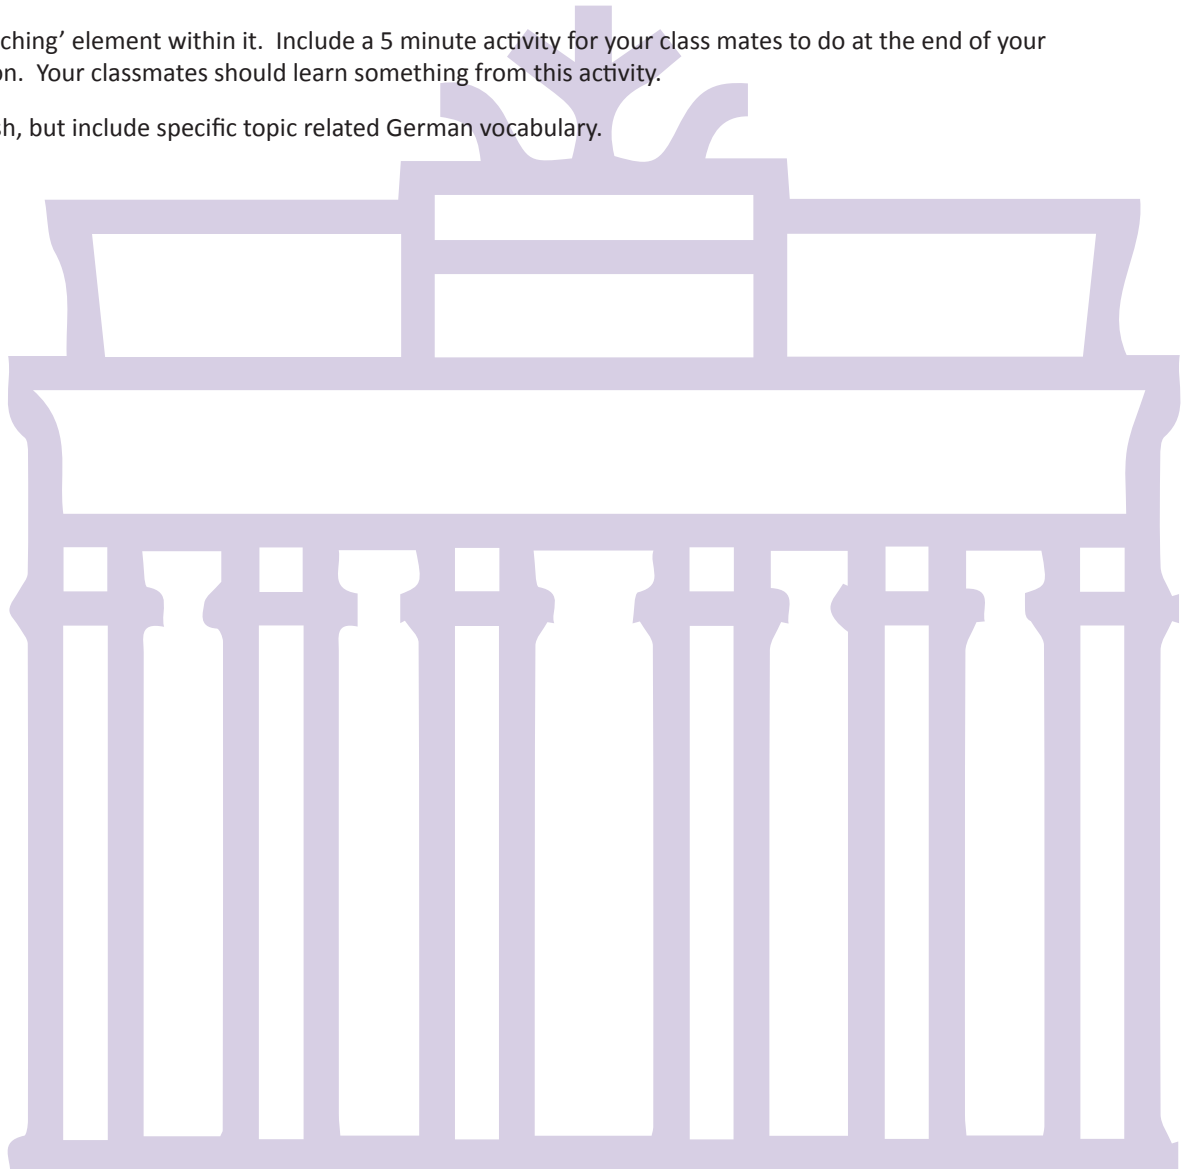 ching’ element within it.  Include a 5 minute activity for your class mates to do at the end of your
on.  Your classmates should learn something from this activity.
sh, but include specific topic related German vocabulary.